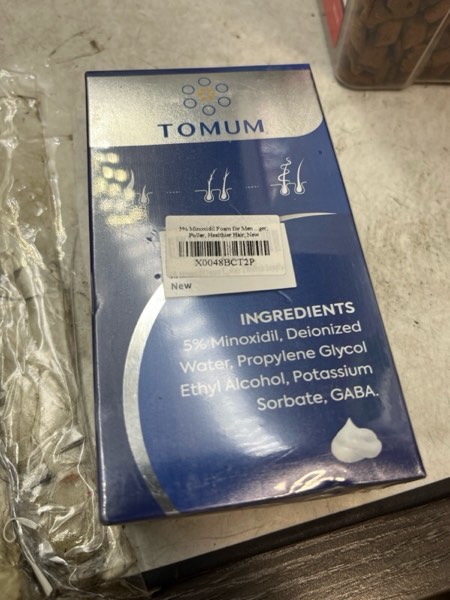 TOMUM
5% Minoxidil Foam for Men ...ger,
Fuller, Healthier Hair, New
X0048BCT2P
New
INGREDIENTS
5% Minoxidil, Deionized
Water, Propylene Glycol
Ethyl Alcohol, Potassium
Sorbate, GABA.